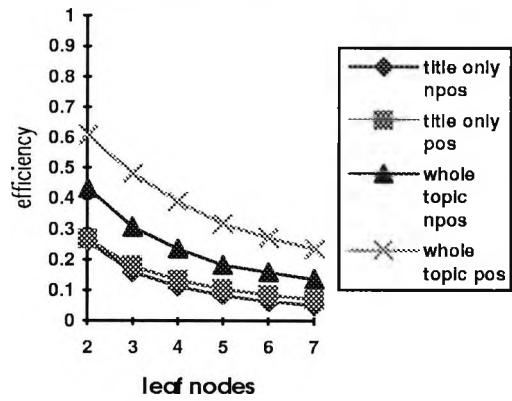 1
0.9
0.8
0.7
0.6
0.5
0.4
0.3
0.2
0.1
0
efficiency
2 3 4 5 6 7
leaf nodes
title only
npos
title only
pos
whole
topic
npos
whole
topic pos